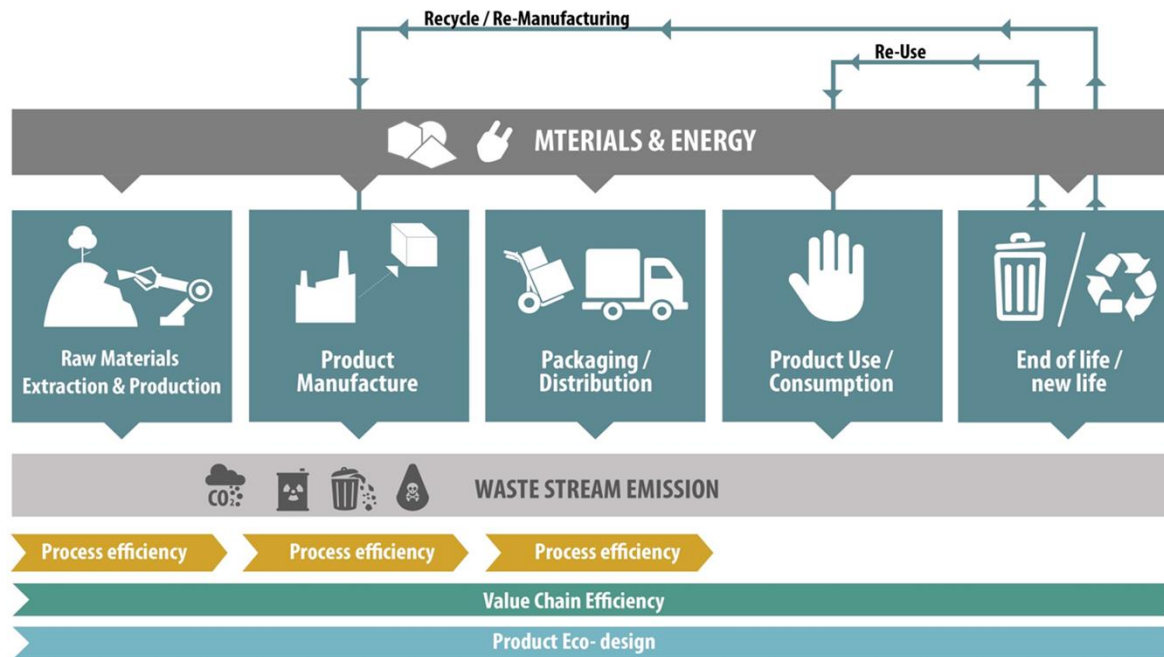 Recycle / Re-Manufacturing
Re-Use
MTERIALS & ENERGY
Raw Materials
Extraction & Production
Product
Manufacture
Packaging /
Distribution
Product Use /
Consumption
End of life /
new life
CO₂
WASTE STREAM EMISSION
Process efficiency
Process efficiency
Process efficiency
Value Chain Efficiency
Product Eco- design